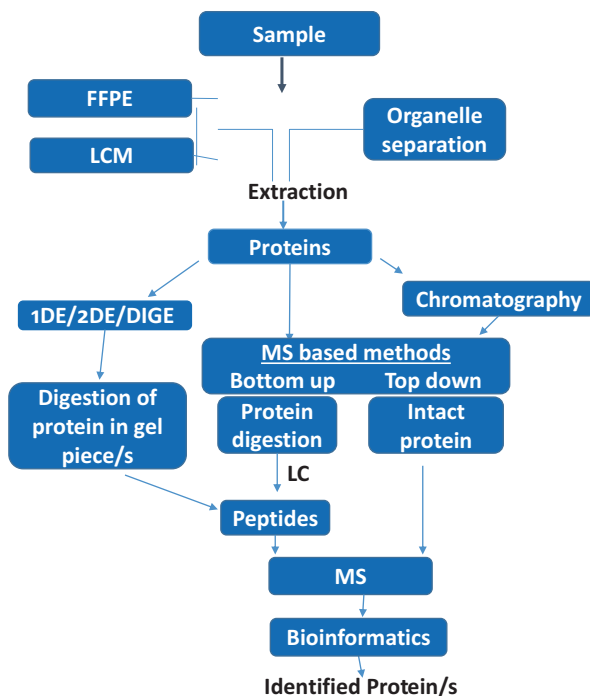 Sample
FFPE
Organelle
separation
LCM
Extraction
Proteins
1DE/2DE/DIGE
Chromatography
MS based methods
Bottom up Top down
Digestion of
protein in gel
piece/s
Protein
digestion
Intact
protein
LC
Peptides
MS
Bioinformatics
Identified Protein/s